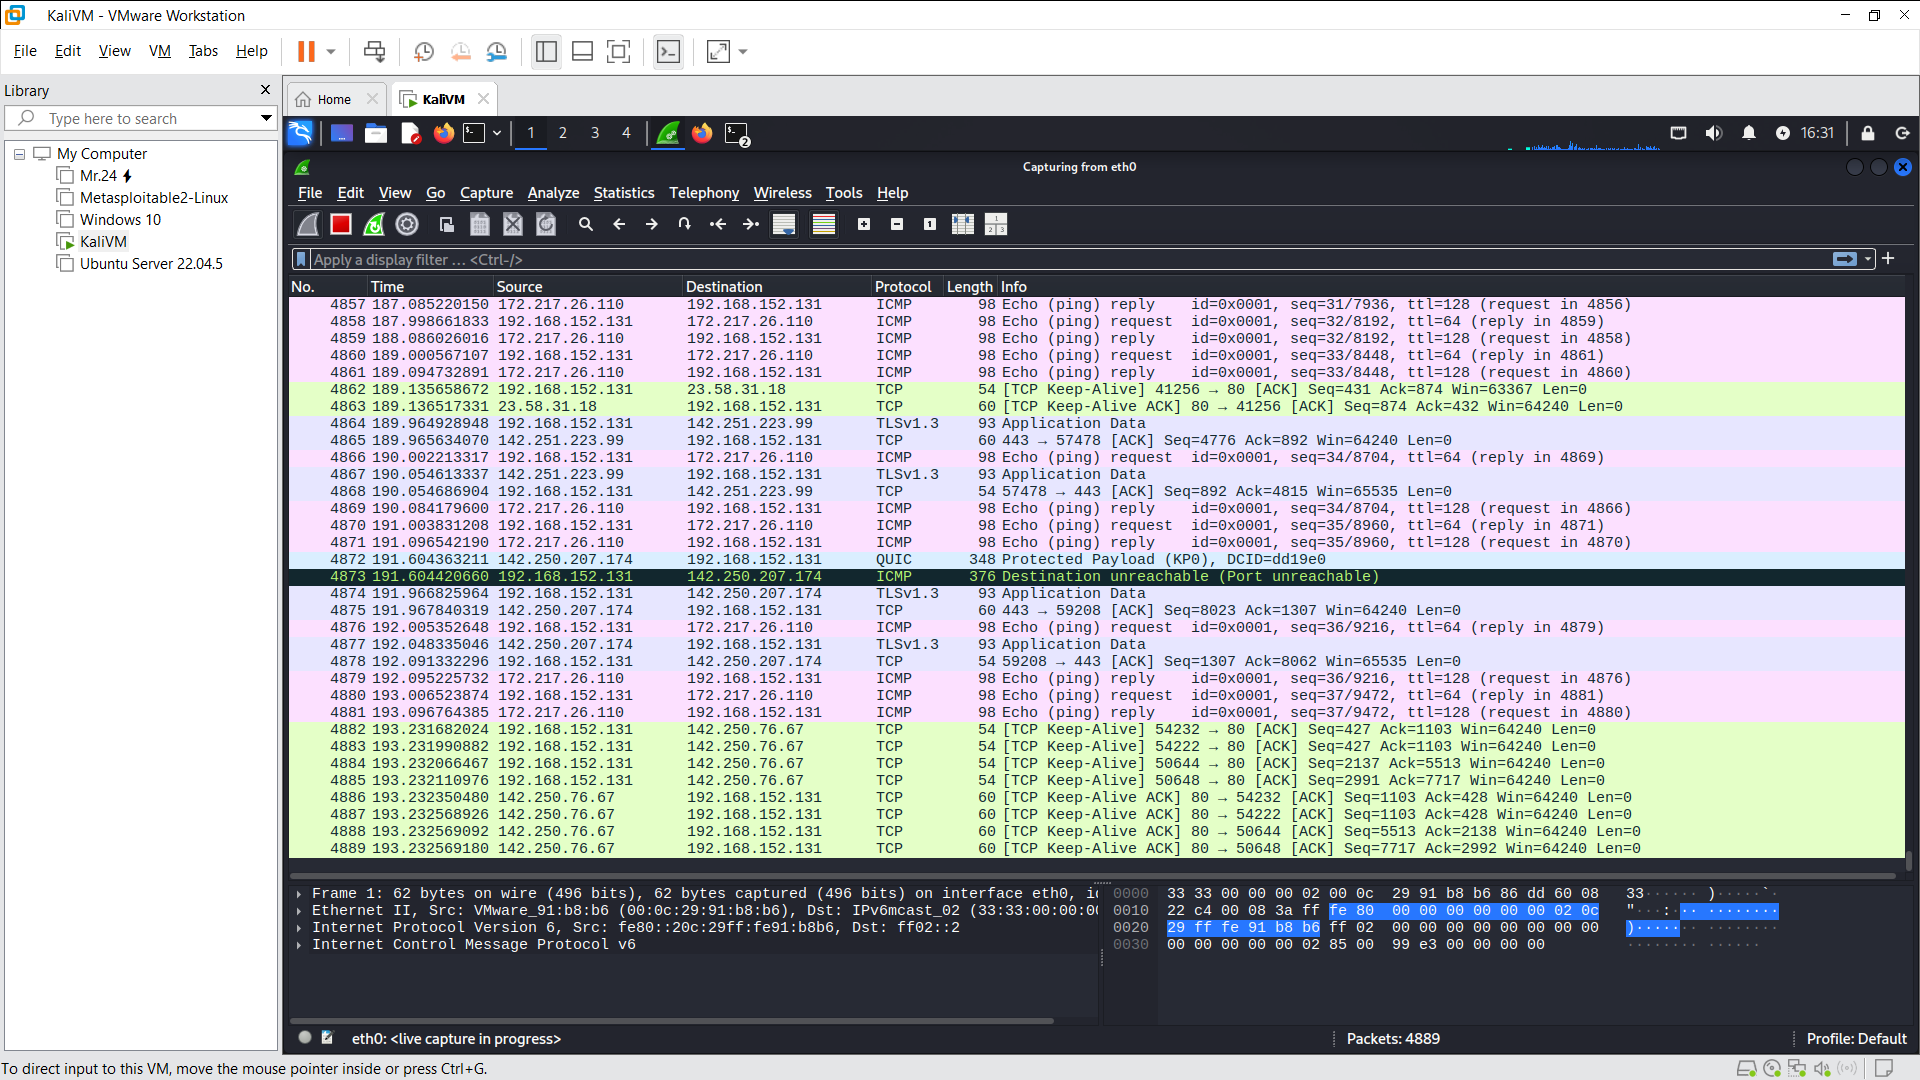 KaliVM - VMware Workstation
File Edit View VM Tabs Help
Library
Type here to search
My Computer
Mr.24
Metasploitable2-Linux
Windows 10
KaliVM
Ubuntu Server 22.04.5
Home KaliVM
1 2 3 4 2 16:31
Capturing from eth0
File Edit View Go Capture Analyze Statistics Telephony Wireless Tools Help
Apply a display filter … <Ctrl-/>
No. Time Source Destination Protocol Length Info
4857 187.085220150 172.217.26.110 192.168.152.131 ICMP 98 Echo (ping) reply id=0x0001, seq=31/7936, ttl=128 (request in 4856)
4858 187.998661833 192.168.152.131 172.217.26.110 ICMP 98 Echo (ping) request id=0x0001, seq=32/8192, ttl=64 (reply in 4859)
4859 188.086026016 172.217.26.110 192.168.152.131 ICMP 98 Echo (ping) reply id=0x0001, seq=32/8192, ttl=128 (request in 4858)
4860 189.000567107 192.168.152.131 172.217.26.110 ICMP 98 Echo (ping) request id=0x0001, seq=33/8448, ttl=64 (reply in 4861)
4861 189.094732891 172.217.26.110 192.168.152.131 ICMP 98 Echo (ping) reply id=0x0001, seq=33/8448, ttl=128 (request in 4860)
4862 189.135658672 192.168.152.131 23.58.31.18 TCP 54 [TCP Keep-Alive] 41256 → 80 [ACK] Seq=431 Ack=874 Win=63367 Len=0
4863 189.136517331 23.58.31.18 192.168.152.131 TCP 60 [TCP Keep-Alive ACK] 80 → 41256 [ACK] Seq=874 Ack=432 Win=64240 Len=0
4864 189.964928948 192.168.152.131 142.251.223.99 TLSv1.3 93 Application Data
4865 189.965634070 142.251.223.99 192.168.152.131 TCP 60 443 → 57478 [ACK] Seq=4776 Ack=892 Win=64240 Len=0
4866 190.002213317 192.168.152.131 172.217.26.110 ICMP 98 Echo (ping) request id=0x0001, seq=34/8704, ttl=64 (reply in 4869)
4867 190.054613337 142.251.223.99 192.168.152.131 TLSv1.3 93 Application Data
4868 190.054686904 192.168.152.131 142.251.223.99 TCP 54 57478 → 443 [ACK] Seq=892 Ack=4815 Win=65535 Len=0
4869 190.084179600 172.217.26.110 192.168.152.131 ICMP 98 Echo (ping) reply id=0x0001, seq=34/8704, ttl=128 (request in 4866)
4870 191.003831208 192.168.152.131 172.217.26.110 ICMP 98 Echo (ping) request id=0x0001, seq=35/8960, ttl=64 (reply in 4871)
4871 191.096542190 172.217.26.110 192.168.152.131 ICMP 98 Echo (ping) reply id=0x0001, seq=35/8960, ttl=128 (request in 4870)
4872 191.604363211 142.250.207.174 192.168.152.131 QUIC 348 Protected Payload (KP0), DCID=dd19e0
4873 191.604420660 192.168.152.131 142.250.207.174 ICMP 376 Destination unreachable (Port unreachable)
4874 191.966825964 192.168.152.131 142.250.207.174 TLSv1.3 93 Application Data
4875 191.967840319 142.250.207.174 192.168.152.131 TCP 60 443 → 59208 [ACK] Seq=8023 Ack=1307 Win=64240 Len=0
4876 192.005352648 192.168.152.131 172.217.26.110 ICMP 98 Echo (ping) request id=0x0001, seq=36/9216, ttl=64 (reply in 4879)
4877 192.048335046 142.250.207.174 192.168.152.131 TLSv1.3 93 Application Data
4878 192.091332296 192.168.152.131 142.250.207.174 TCP 54 59208 → 443 [ACK] Seq=1307 Ack=8062 Win=65535 Len=0
4879 192.095225732 172.217.26.110 192.168.152.131 ICMP 98 Echo (ping) reply id=0x0001, seq=36/9216, ttl=128 (request in 4876)
4880 193.006523874 192.168.152.131 172.217.26.110 ICMP 98 Echo (ping) request id=0x0001, seq=37/9472, ttl=64 (reply in 4881)
4881 193.096764385 172.217.26.110 192.168.152.131 ICMP 98 Echo (ping) reply id=0x0001, seq=37/9472, ttl=128 (request in 4880)
4882 193.231682024 192.168.152.131 142.250.76.67 TCP 54 [TCP Keep-Alive] 54232 → 80 [ACK] Seq=427 Ack=1103 Win=64240 Len=0
4883 193.231990882 192.168.152.131 142.250.76.67 TCP 54 [TCP Keep-Alive] 54222 → 80 [ACK] Seq=427 Ack=1103 Win=64240 Len=0
4884 193.232066467 192.168.152.131 142.250.76.67 TCP 54 [TCP Keep-Alive] 50644 → 80 [ACK] Seq=2137 Ack=5513 Win=64240 Len=0
4885 193.232110976 192.168.152.131 142.250.76.67 TCP 54 [TCP Keep-Alive] 50648 → 80 [ACK] Seq=2991 Ack=7717 Win=64240 Len=0
4886 193.232350480 142.250.76.67 192.168.152.131 TCP 60 [TCP Keep-Alive ACK] 80 → 54232 [ACK] Seq=1103 Ack=428 Win=64240 Len=0
4887 193.232568926 142.250.76.67 192.168.152.131 TCP 60 [TCP Keep-Alive ACK] 80 → 54222 [ACK] Seq=1103 Ack=428 Win=64240 Len=0
4888 193.232569092 142.250.76.67 192.168.152.131 TCP 60 [TCP Keep-Alive ACK] 80 → 50644 [ACK] Seq=5513 Ack=2138 Win=64240 Len=0
4889 193.232569180 142.250.76.67 192.168.152.131 TCP 60 [TCP Keep-Alive ACK] 80 → 50648 [ACK] Seq=7717 Ack=2992 Win=64240 Len=0
Frame 1: 62 bytes on wire (496 bits), 62 bytes captured (496 bits) on interface eth0, i
Ethernet II, Src: VMware_91:b8:b6 (00:0c:29:91:b8:b6), Dst: IPv6mcast_02 (33:33:00:00:0
Internet Protocol Version 6, Src: fe80::20c:29ff:fe91:b8b6, Dst: ff02::2
Internet Control Message Protocol v6
0000 33 33 00 00 00 02 00 0c 29 91 b8 b6 86 dd 60 08 33······ )·····`·
0010 22 c4 00 08 3a ff fe 80 00 00 00 00 00 00 02 0c "···:··· ········
0020 29 ff fe 91 b8 b6 ff 02 00 00 00 00 00 00 00 00 )······· ········
0030 00 00 00 00 00 02 85 00 99 e3 00 00 00 00 ········ ······
eth0: <live capture in progress> Packets: 4889 Profile: Default
To direct input to this VM, move the mouse pointer inside or press Ctrl+G.